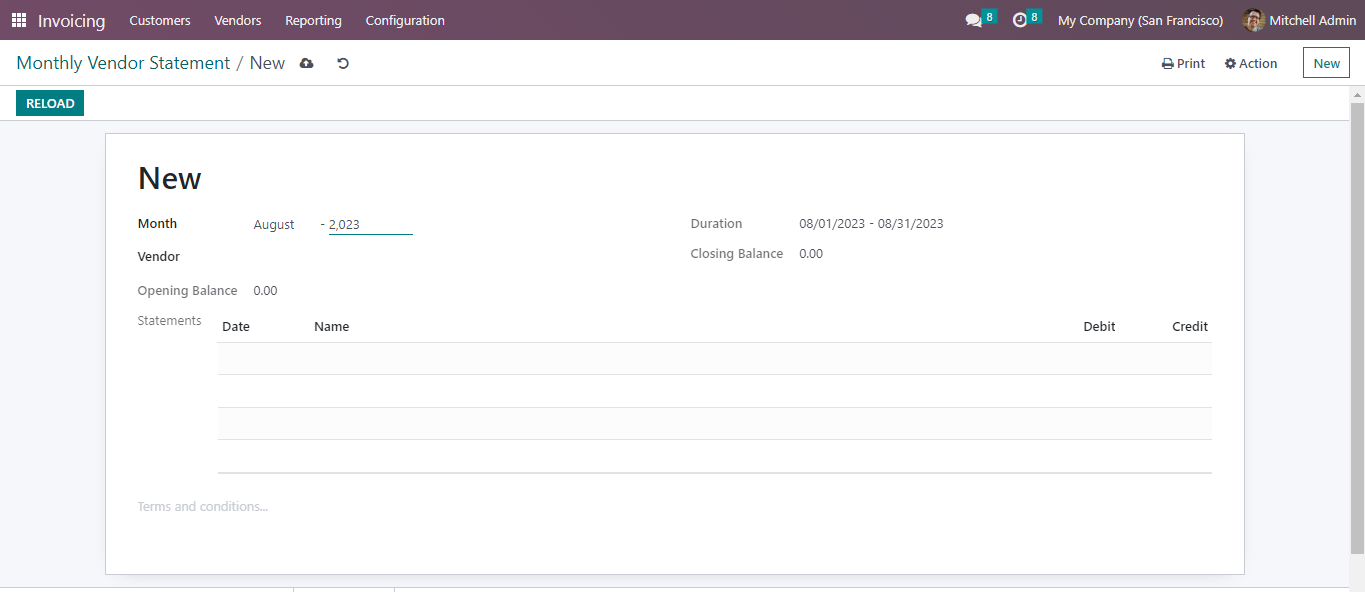 Invoicing Customers Vendors Reporting Configuration 8 8 My Company (San Francisco) Mitchell Admin
Monthly Vendor Statement / New Print Action New
RELOAD
New
Month August - 2,023 Duration 08/01/2023 - 08/31/2023
Vendor Closing Balance 0.00
Opening Balance 0.00
Statements Date Name Debit Credit
Terms and conditions...